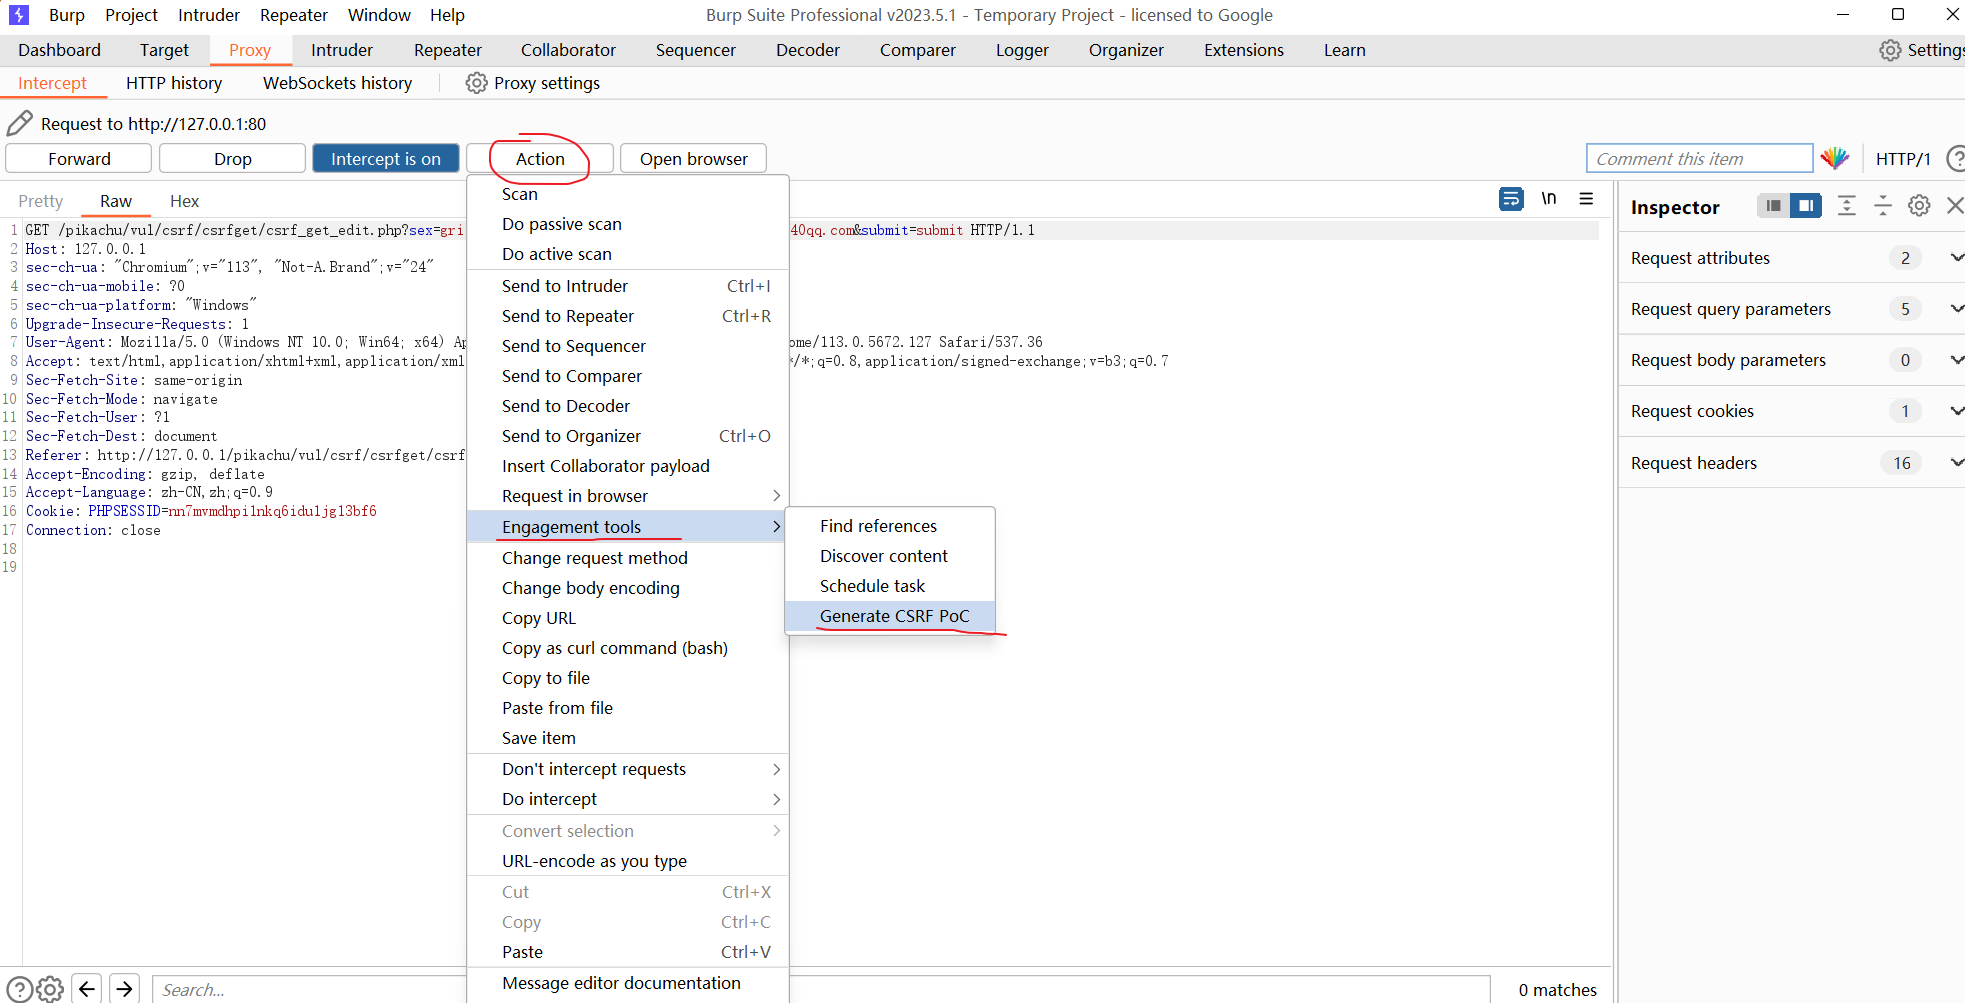 Burp Project Intruder Repeater Window Help Burp Suite Professional v2023.5.1 - Temporary Project - licensed to Google
Dashboard Target Proxy Intruder Repeater Collaborator Sequencer Decoder Comparer Logger Organizer Extensions Learn Settings
Intercept HTTP history WebSockets history Proxy settings
Request to http://127.0.0.1:80
Forward Drop Intercept is on Action Open browser Comment this item HTTP/1
Pretty Raw Hex \n
1 GET /pikachu/vul/csrf/csrfget/csrf_get_edit.php?sex=gri 40qq.com&submit=submit HTTP/1.1
2 Host: 127.0.0.1
3 sec-ch-ua: "Chromium";v="113", "Not-A.Brand";v="24"
4 sec-ch-ua-mobile: ?0
5 sec-ch-ua-platform: "Windows"
6 Upgrade-Insecure-Requests: 1
7 User-Agent: Mozilla/5.0 (Windows NT 10.0; Win64; x64) Ap ome/113.0.5672.127 Safari/537.36
8 Accept: text/html,application/xhtml+xml,application/xml */*;q=0.8,application/signed-exchange;v=b3;q=0.7
9 Sec-Fetch-Site: same-origin
10 Sec-Fetch-Mode: navigate
11 Sec-Fetch-User: ?1
12 Sec-Fetch-Dest: document
13 Referer: http://127.0.0.1/pikachu/vul/csrf/csrfget/csrf
14 Accept-Encoding: gzip, deflate
15 Accept-Language: zh-CN,zh;q=0.9
16 Cookie: PHPSESSID=
17 Connection: close
18
19
Scan
Do passive scan
Do active scan
Send to Intruder Ctrl+I
Send to Repeater Ctrl+R
Send to Sequencer
Send to Comparer
Send to Decoder
Send to Organizer Ctrl+O
Insert Collaborator payload
Request in browser
Engagement tools
Change request method
Change body encoding
Copy URL
Copy as curl command (bash)
Copy to file
Paste from file
Save item
Don't intercept requests
Do intercept
Convert selection
URL-encode as you type
Cut Ctrl+X
Copy Ctrl+C
Paste Ctrl+V
Message editor documentation
Find references
Discover content
Schedule task
Generate CSRF PoC
Inspector
Request attributes 2
Request query parameters 5
Request body parameters 0
Request cookies 1
Request headers 16
Search... 0 matches